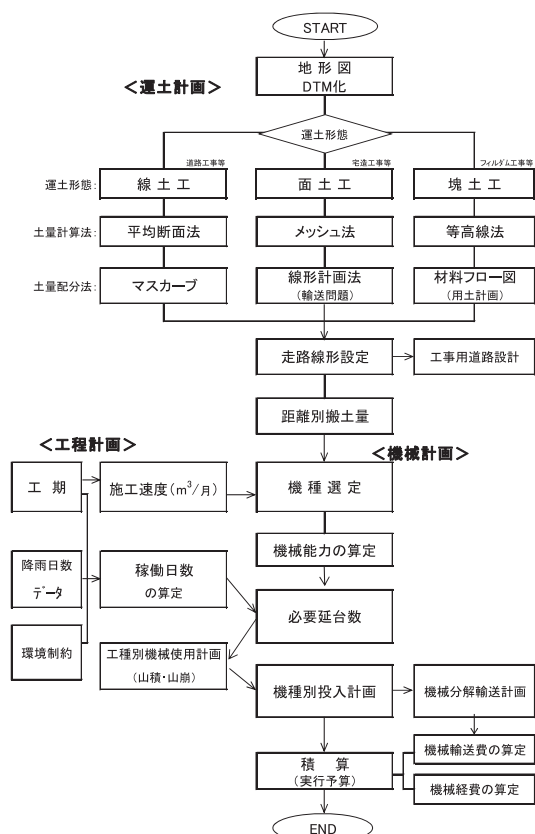 START
地 形 図
DTM化
＜運土計画＞
運土形態
道路工事等
宅造工事等
フィルダム工事等
運土形態：
線 土 工
面 土 工
塊 土 工
土量計算法：
平均断面法
メッシュ法
等高線法
土量配分法：
マスカーブ
線形計画法
(輸送問題)
材料フロー図
(用土計画)
走路線形設定
工事用道路設計
距離別搬土量
＜工程計画＞
＜機械計画＞
工 期
施工速度(m³/月)
機 種 選 定
機械能力の算定
降雨日数
データ
稼働日数
の算定
必要延台数
環境制約
工種別機械使用計画
(山積・山崩)
機種別投入計画
機械分解輸送計画
積 算
(実行予算)
機械輸送費の算定
機械経費の算定
END